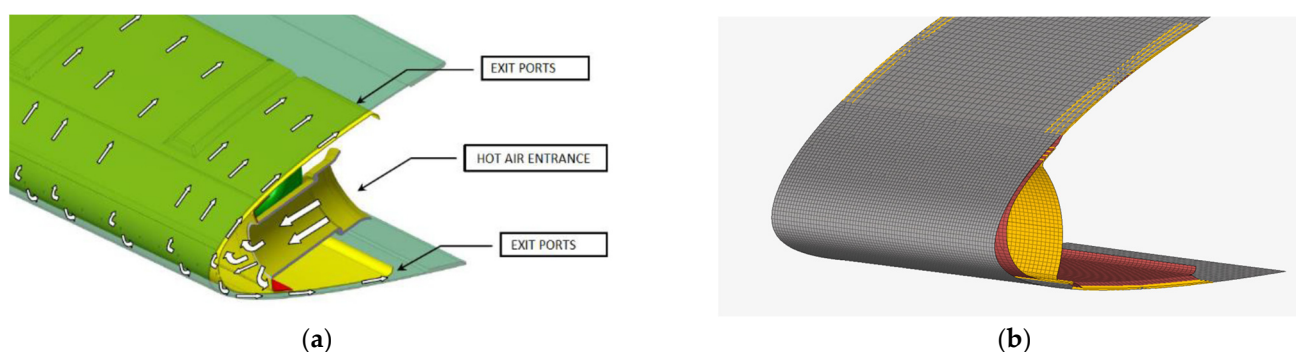 EXIT PORTS
HOT AIR ENTRANCE
EXIT PORTS
(a)
(b)